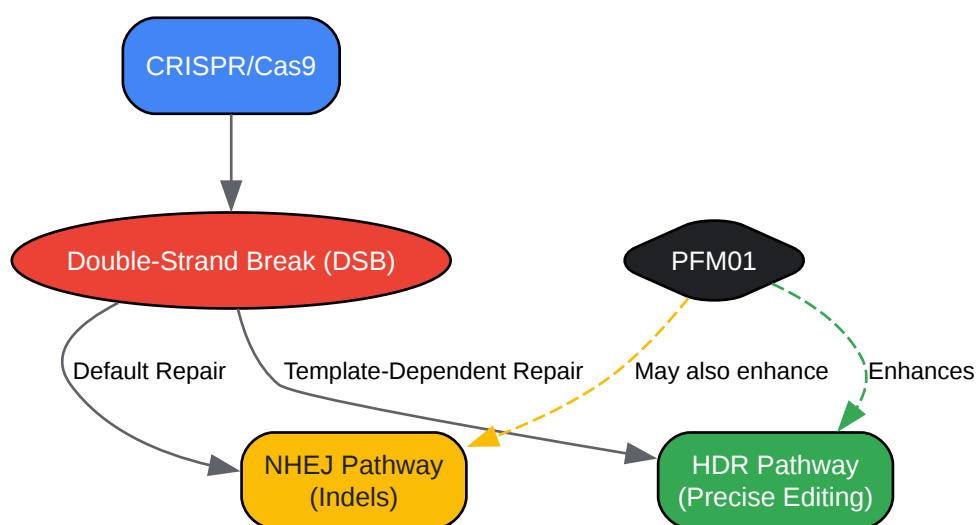 CRISPR/Cas9
Double-Strand Break (DSB)
PFM01
Default Repair
Template-Dependent Repair
May also enhance
Enhances
NHEJ Pathway
(Indels)
HDR Pathway
(Precise Editing)